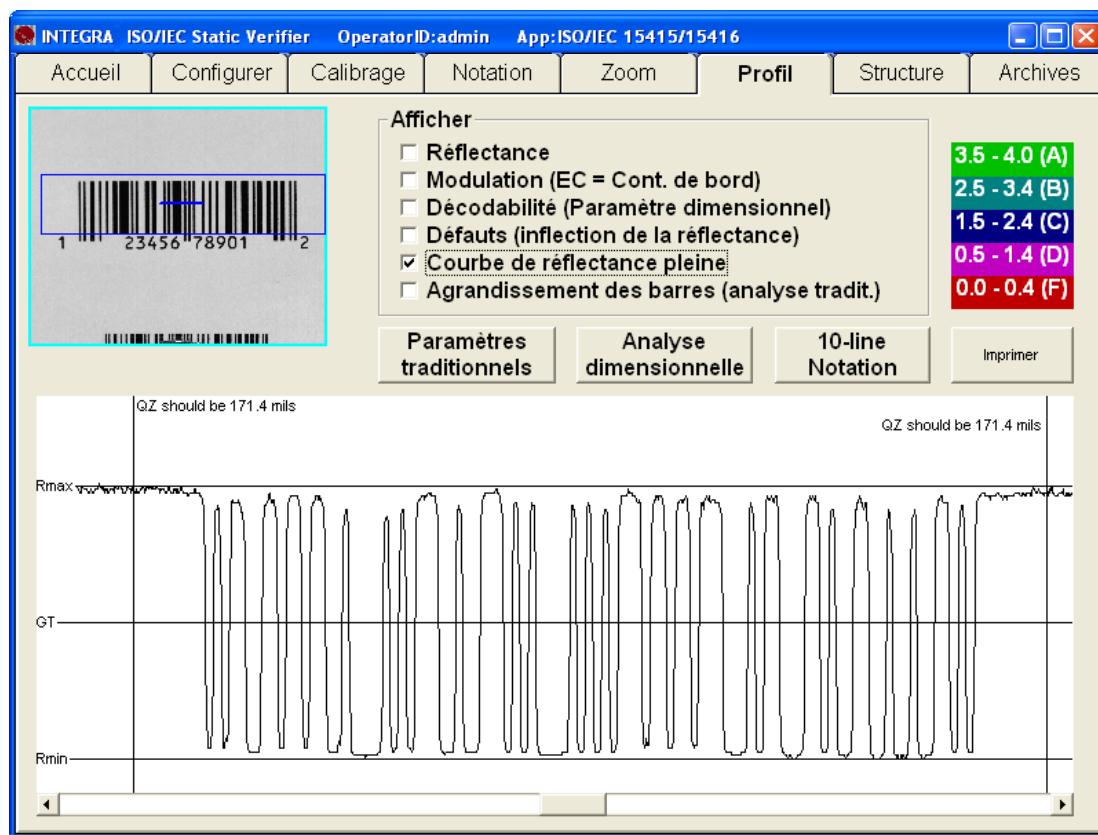 INTEGRA ISO/IEC Static Verifier OperatorID:admin App:ISO/IEC 15415/15416
Accueil Configurer Calibrage Notation Zoom Profil Structure Archives
1 23456 78901 2
Afficher
Réflectance
Modulation (EC = Cont. de bord)
Décodabilité (Paramètre dimensionnel)
Défauts (inflection de la réflectance)
Courbe de réflectance pleine
Agrandissement des barres (analyse tradit.)
3.5 - 4.0 (A)
2.5 - 3.4 (B)
1.5 - 2.4 (C)
0.5 - 1.4 (D)
0.0 - 0.4 (F)
Paramètres traditionnels
Analyse dimensionnelle
10-line Notation
Imprimer
QZ should be 171.4 mils
QZ should be 171.4 mils
Rmax
GT
Rmin